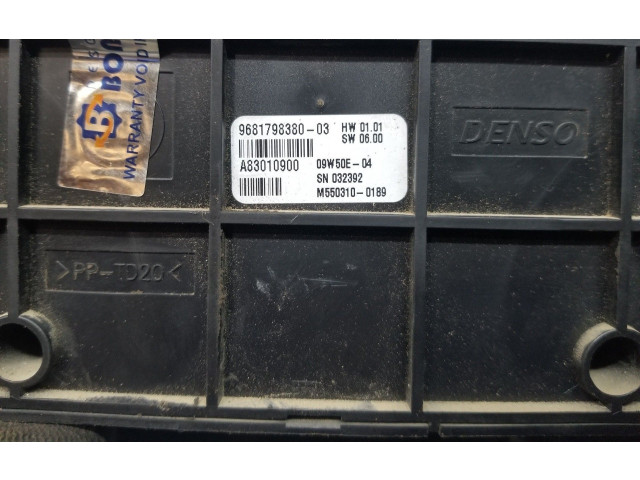 9681798380-03 HW 01.01
SW 06.00
A83010900 09W50E-04
SN 032392
M550310-0189
DENSO
WARRANTY VOID I
>PP-TD20<